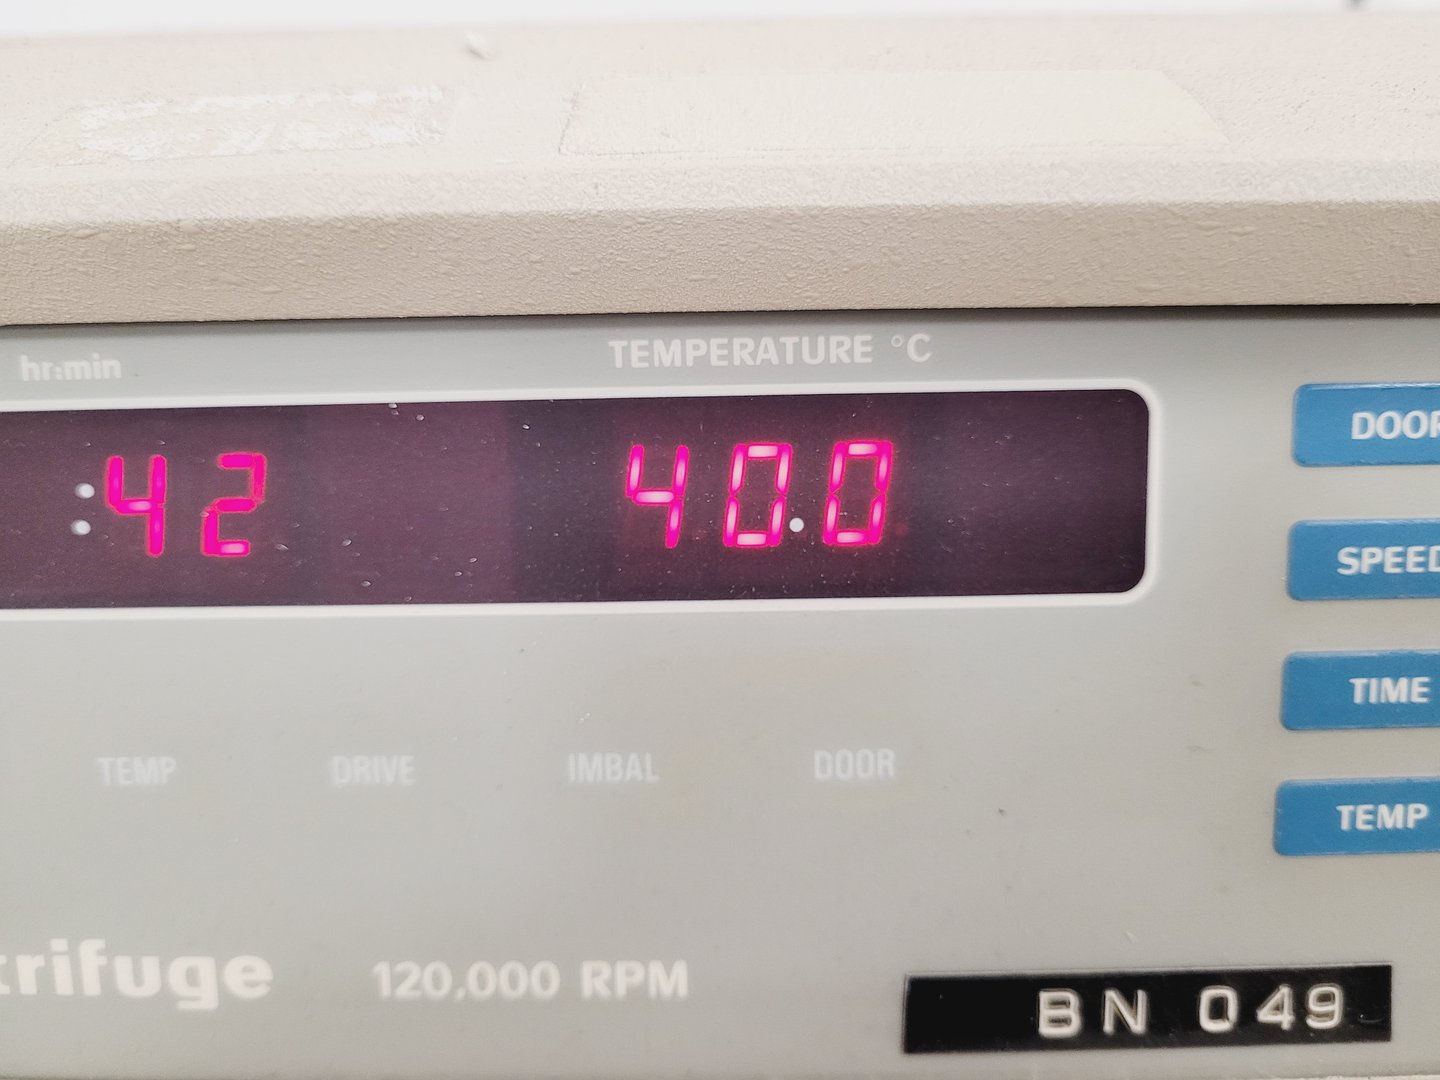 hr:min
TEMPERATURE °C
:42
40.0
DOOR
SPEED
TIME
TEMP
TEMP DRIVE IMBAL DOOR
trifuge 120,000 RPM
BN 049